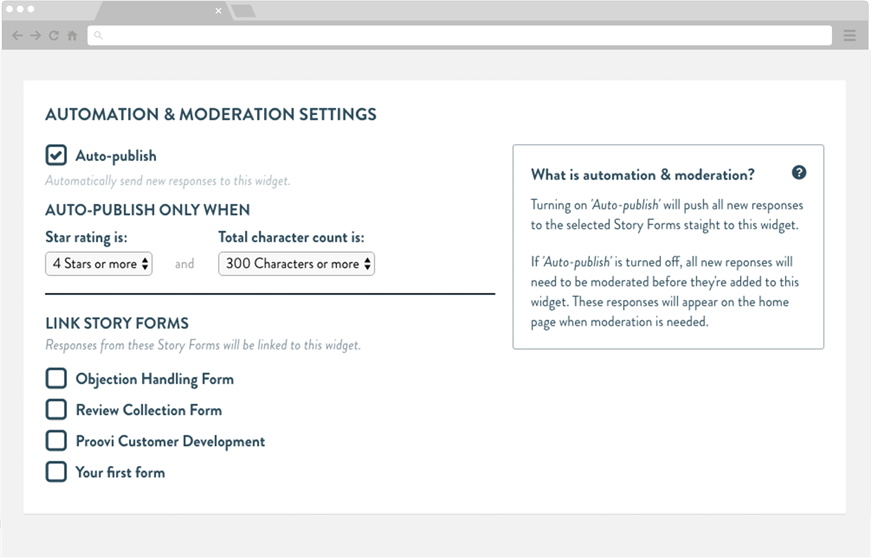 AUTOMATION & MODERATION SETTINGS
Auto-publish
Automatically send new responses to this widget.
AUTO-PUBLISH ONLY WHEN
Star rating is:
Total character count is:
4 Stars or more
and
300 Characters or more
LINK STORY FORMS
Responses from these Story Forms will be linked to this widget.
Objection Handling Form
Review Collection Form
Proovi Customer Development
Your first form
What is automation & moderation?
?
Turning on 'Auto-publish' will push all new responses
to the selected Story Forms staight to this widget.
If 'Auto-publish' is turned off, all new reponses will
need to be moderated before they're added to this
widget. These responses will appear on the home
page when moderation is needed.